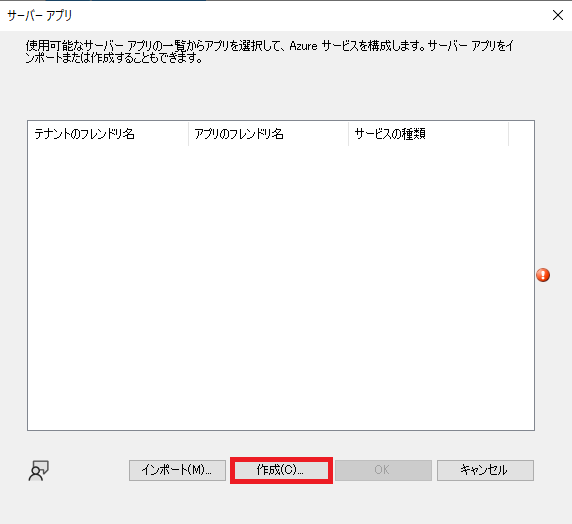 サーバー アプリ
使用可能なサーバー アプリの一覧からアプリを選択して、Azure サービスを構成します。サーバー アプリをイ
ンポートまたは作成することもできます。
テナントのフレンドリ名 アプリのフレンドリ名 サービスの種類
インポート(M)... 作成(C)... OK キャンセル